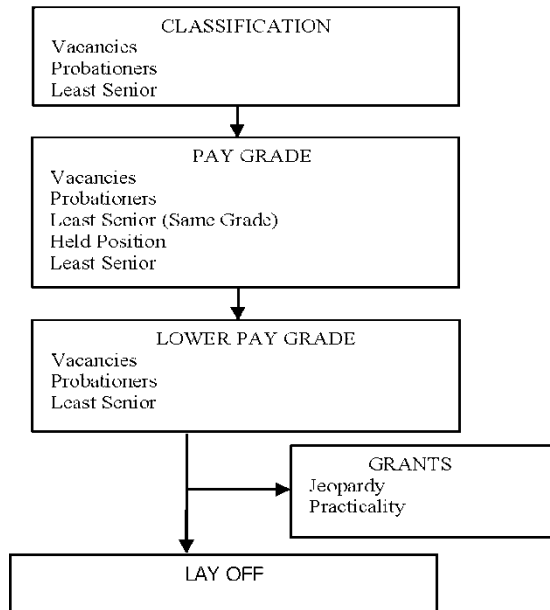 CLASSIFICATION
Vacancies
Probationers
Least Senior
PAY GRADE
Vacancies
Probationers
Least Senior (Same Grade)
Held Position
Least Senior
LOWER PAY GRADE
Vacancies
Probationers
Least Senior
GRANTS
Jeopardy
Practicality
LAY OFF